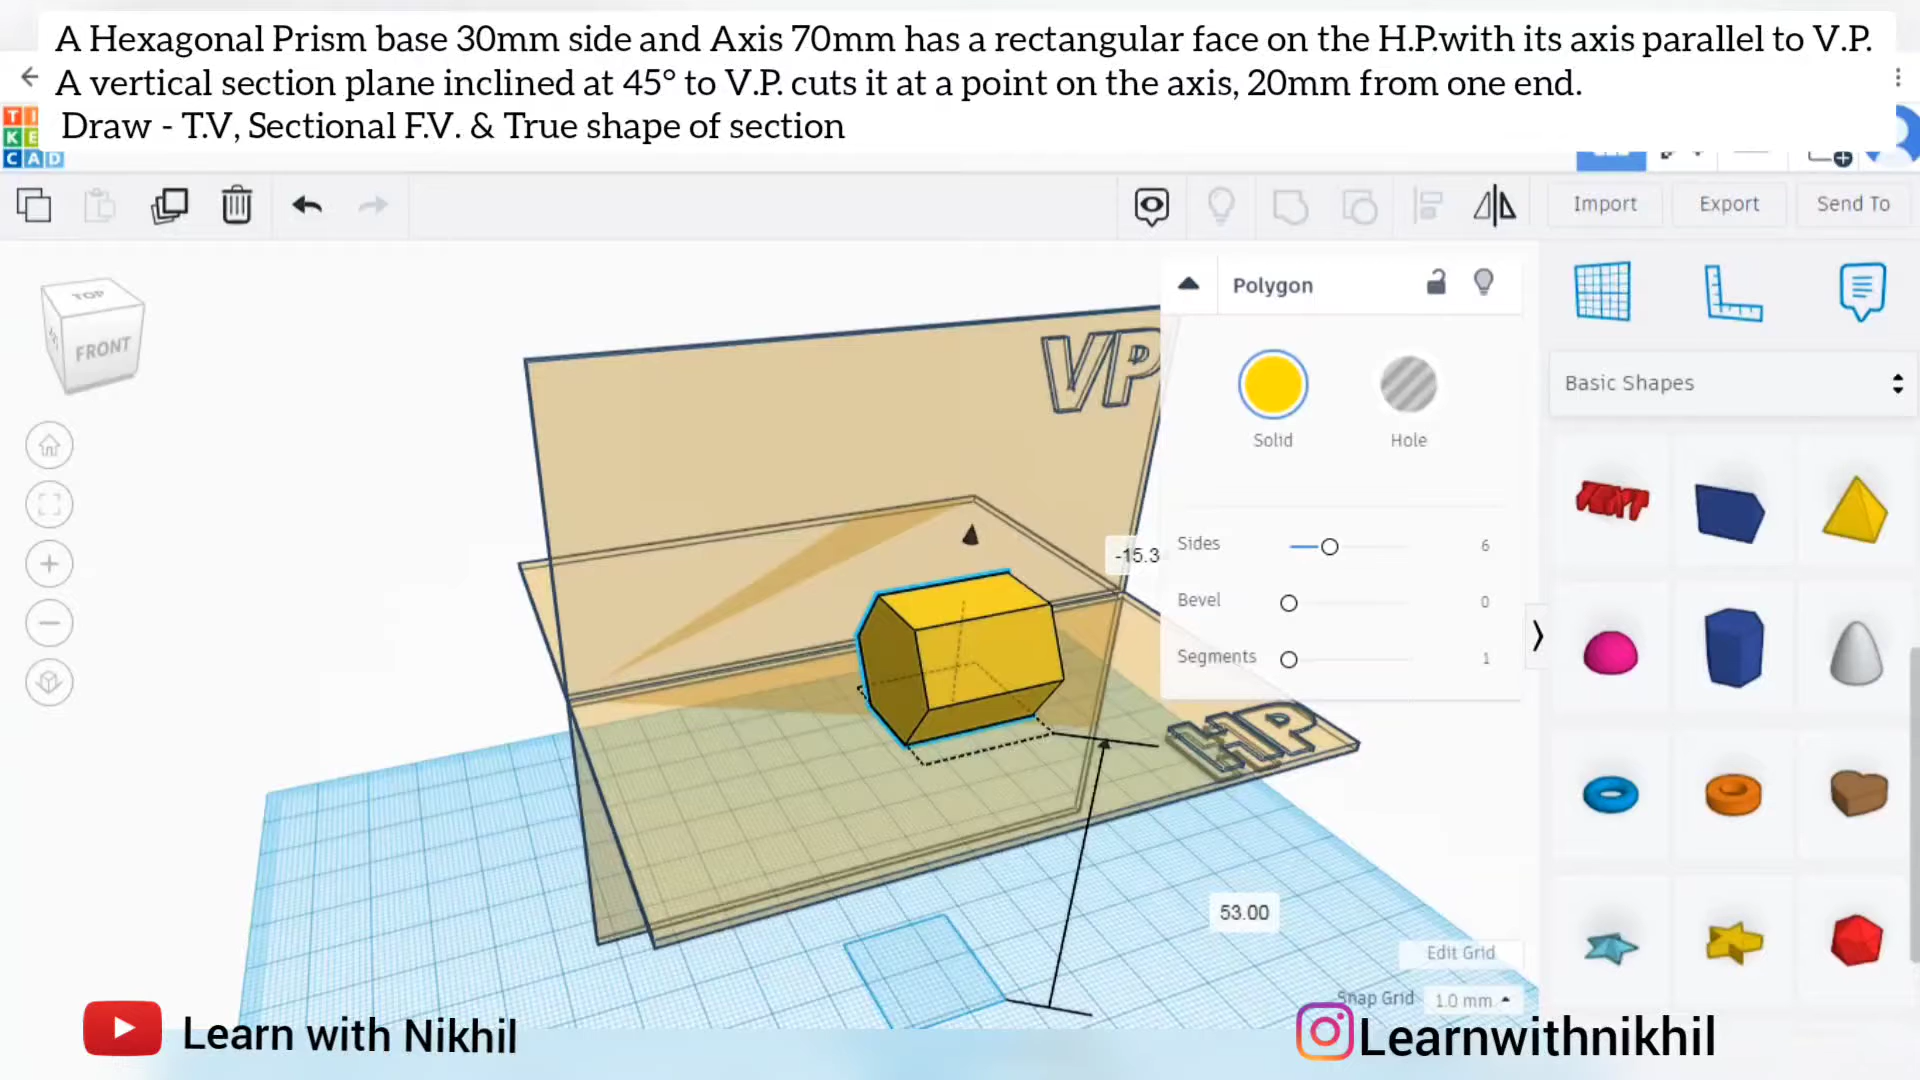 A Hexagonal Prism base 30mm side and Axis 70mm has a rectangular face on the H.P.with its axis parallel to V.P.
A vertical section plane inclined at 45° to V.P. cuts it at a point on the axis, 20mm from one end.
Draw - T.V, Sectional F.V. & True shape of section
TI
KE
CAD
Import
Export
Send To
TOP
FRONT
Polygon
VP
Solid
Hole
Basic Shapes
-15.3
Sides
6
Bevel
0
Segments
1
HP
TEXT
53.00
Edit Grid
Snap Grid
1.0 mm
Learn with Nikhil
Learnwithnikhil